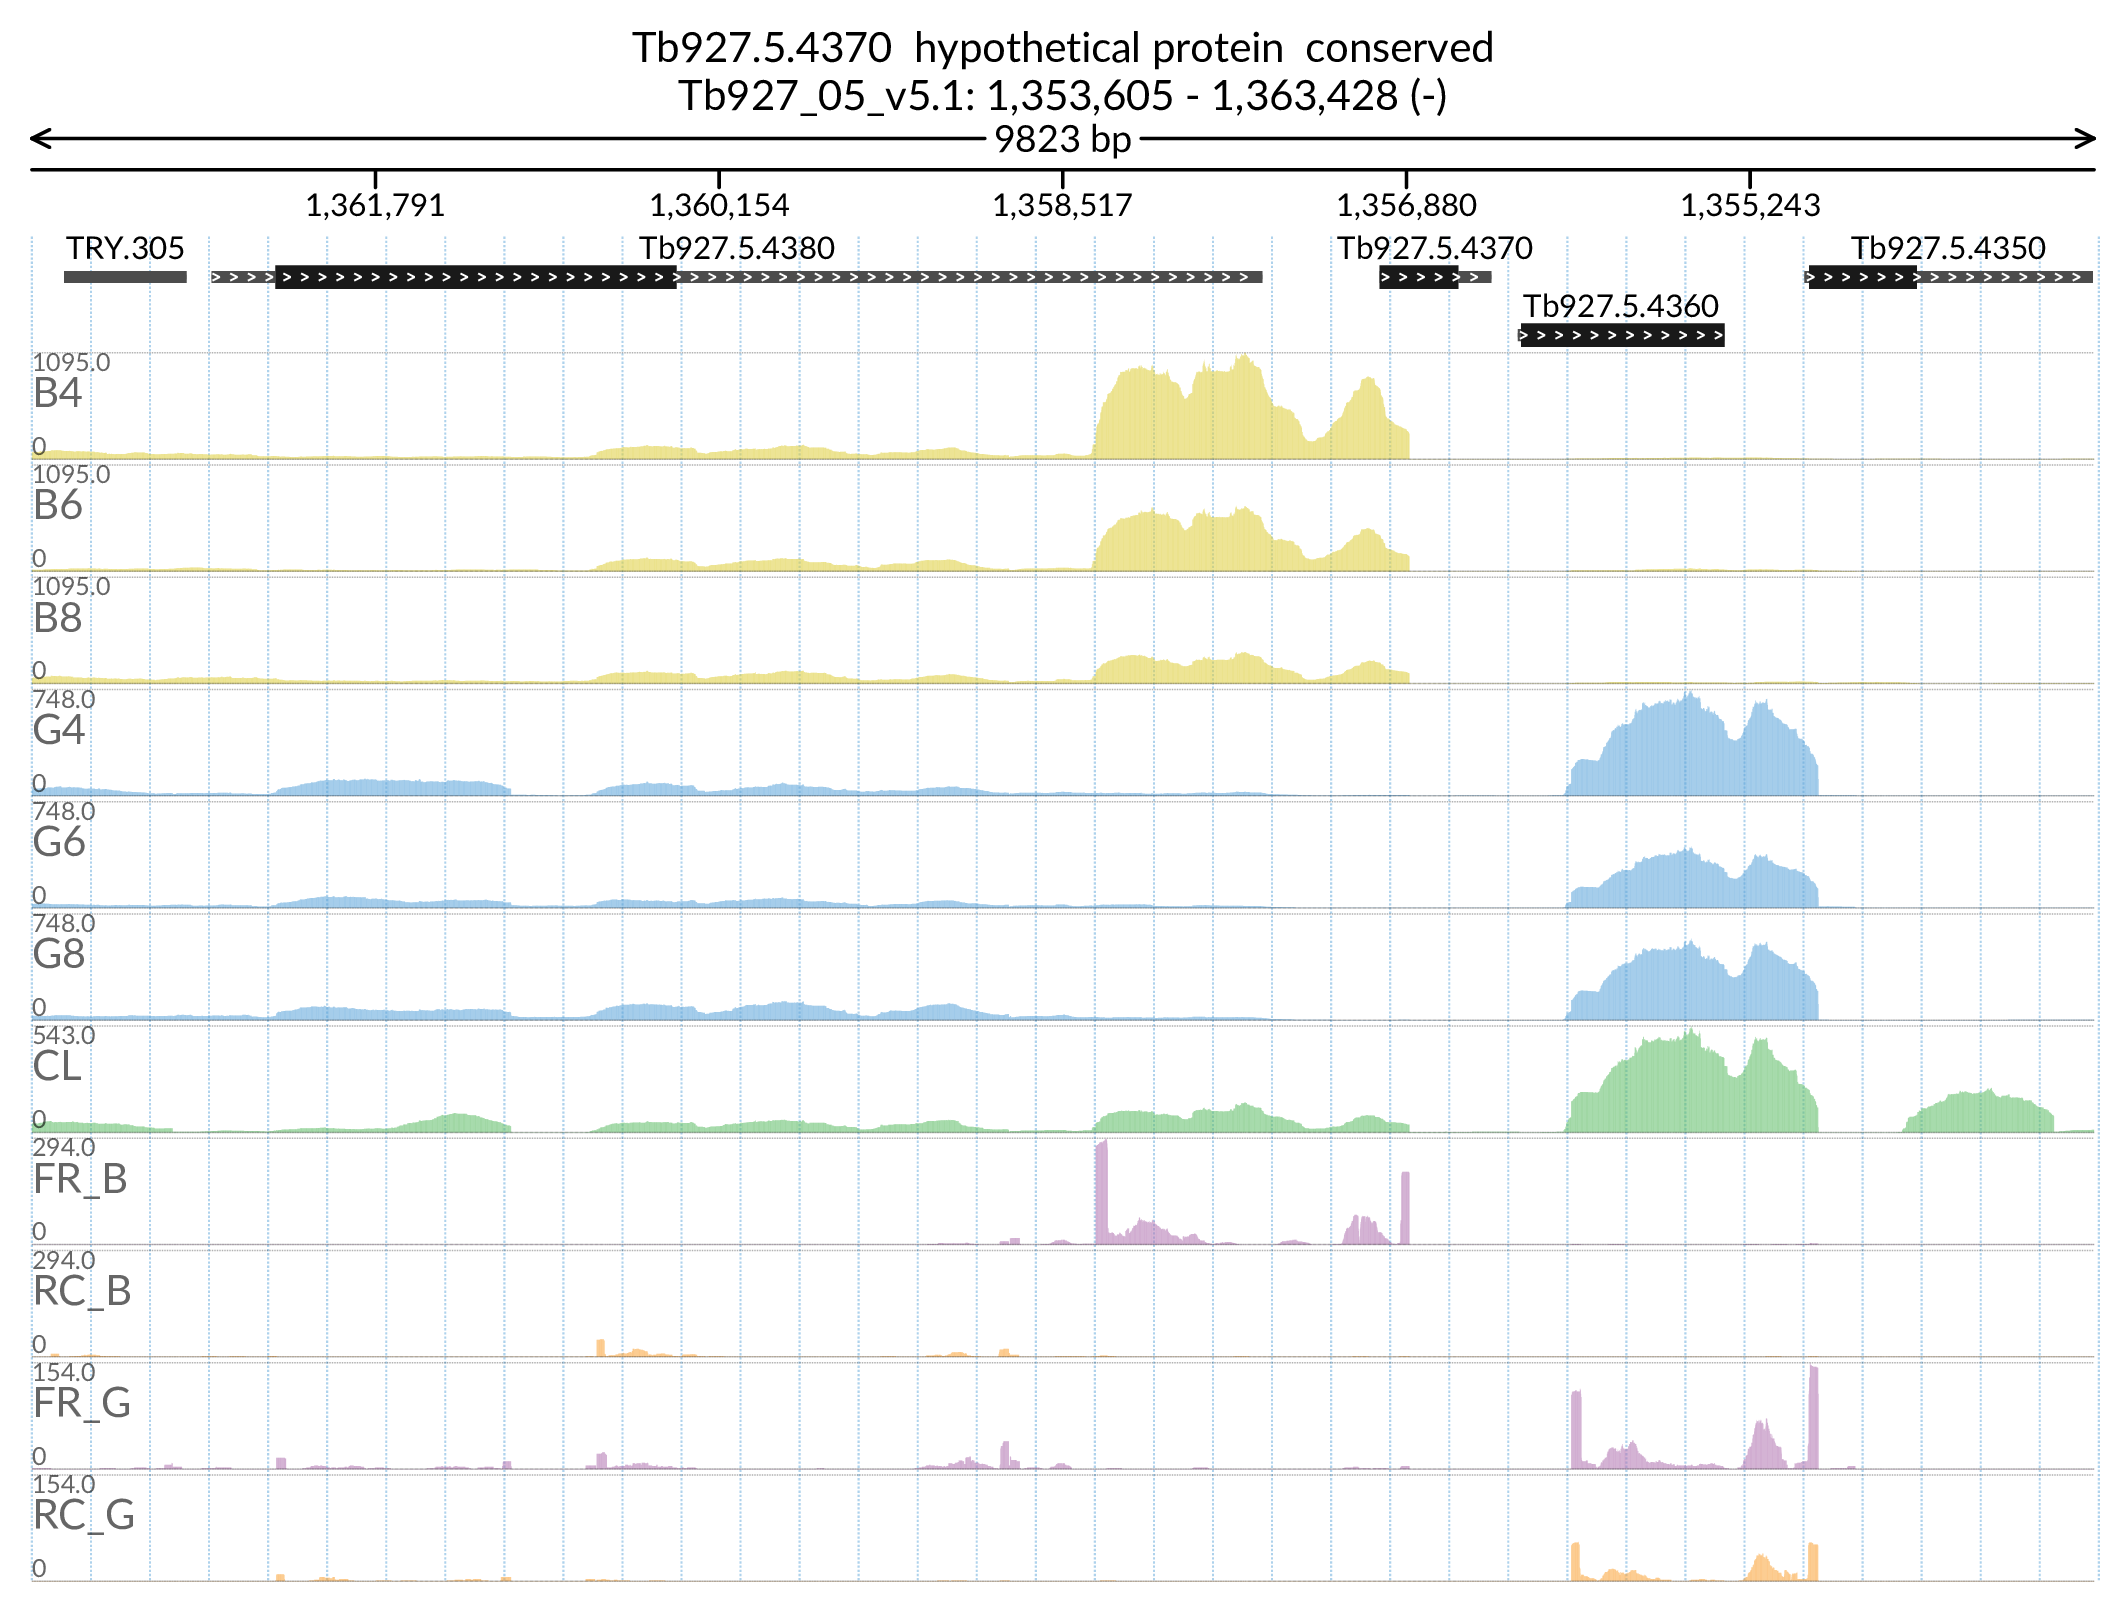 Tb927.5.4370  hypothetical protein  conserved
Tb927_05_v5.1: 1,353,605 - 1,363,428 (-)
9823 bp
1,361,791 1,360,154 1,358,517 1,356,880 1,355,243
TRY.305 Tb927.5.4380 Tb927.5.4370 Tb927.5.4350
Tb927.5.4360
1095.0
B4
0
1095.0
B6
0
1095.0
B8
0
748.0
G4
0
748.0
G6
0
748.0
G8
0
543.0
CL
0
294.0
FR_B
0
294.0
RC_B
0
154.0
FR_G
0
154.0
RC_G
0